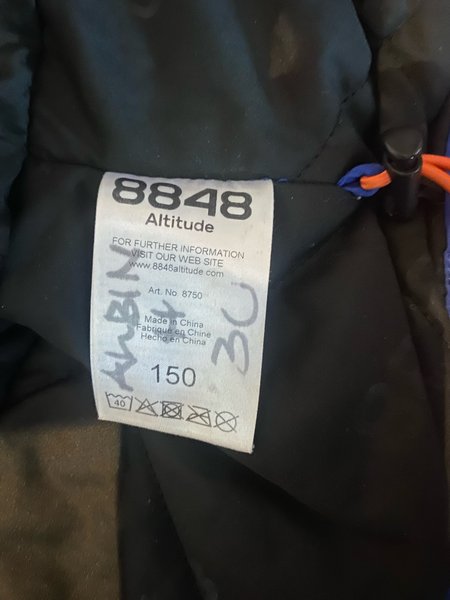 8848
Altitude
FOR FURTHER INFORMATION
VISIT OUR WEB SITE
www.8848altitude.com
Art. No. 8750
Made in China
Fabriqué en Chine
Hecho en China
150
40
ALBIN
3C